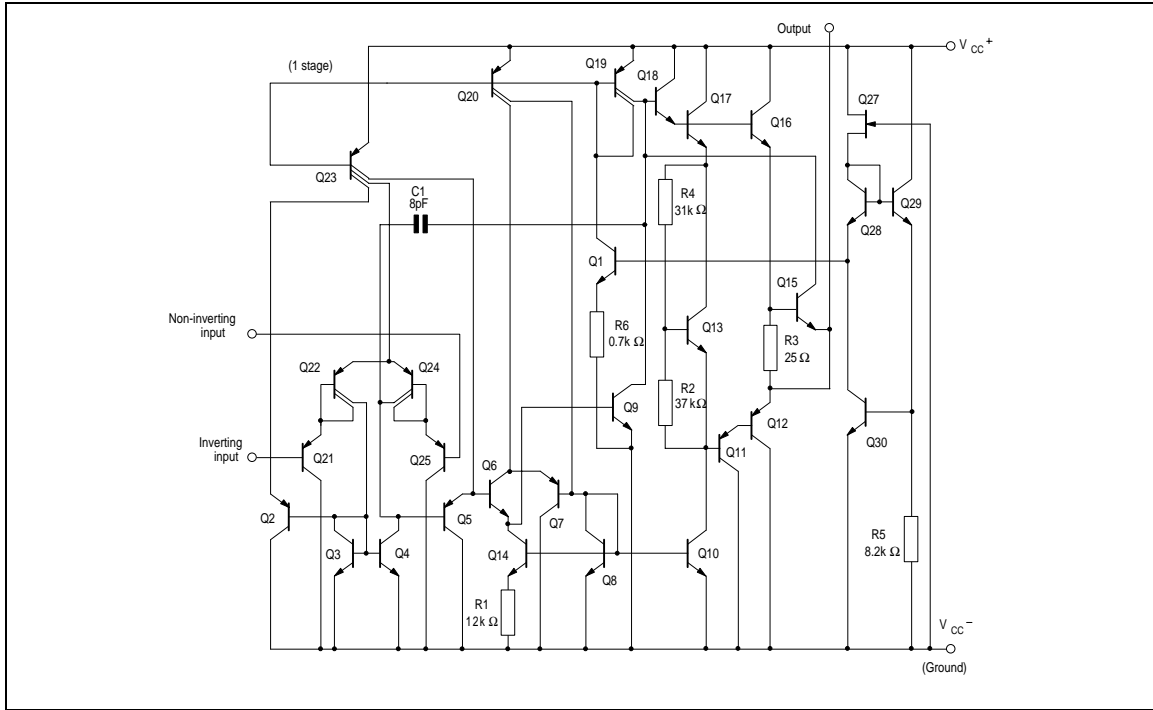 Output
V CC +
(1 stage)
Q19
Q18
Q20
Q17
Q27
Q16
Q23
R4
31k Ω
C1
8pF
Q29
Q28
Q1
Q15
Non-inverting
input
R6
0.7k Ω
Q13
R3
25 Ω
Q22
Q24
R2
37k Ω
Q9
Q12
Q30
Inverting
input
Q21
Q25
Q11
Q6
Q7
Q2
Q5
R5
8.2k Ω
Q3
Q4
Q14
Q10
Q8
R1
12k Ω
V CC −
(Ground)